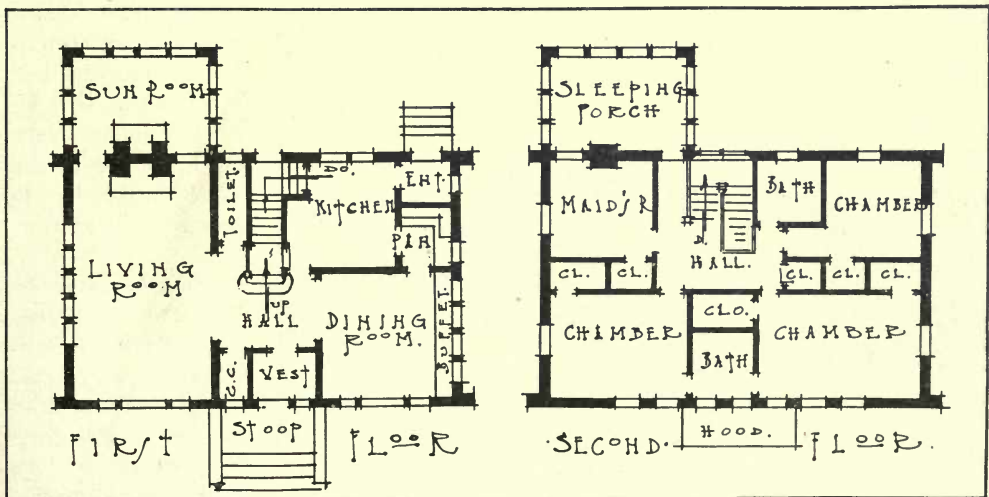 SUN ROOM
TOILET.
DO.
KITCHEN
ENT.
PAN
LIVING
ROOM
UP
HALL
DINING
ROOM.
BUFFET.
C.C.
VEST
STOOP
FIRST FLOOR
SLEEPING
PORCH
MAID'S R
BATH
CHAMBER
D.
HALL.
CL.
CL.
CL.
CL.
CL.
CLO.
CHAMBER
CHAMBER
BATH
HOOD.
·SECOND· FLOOR.